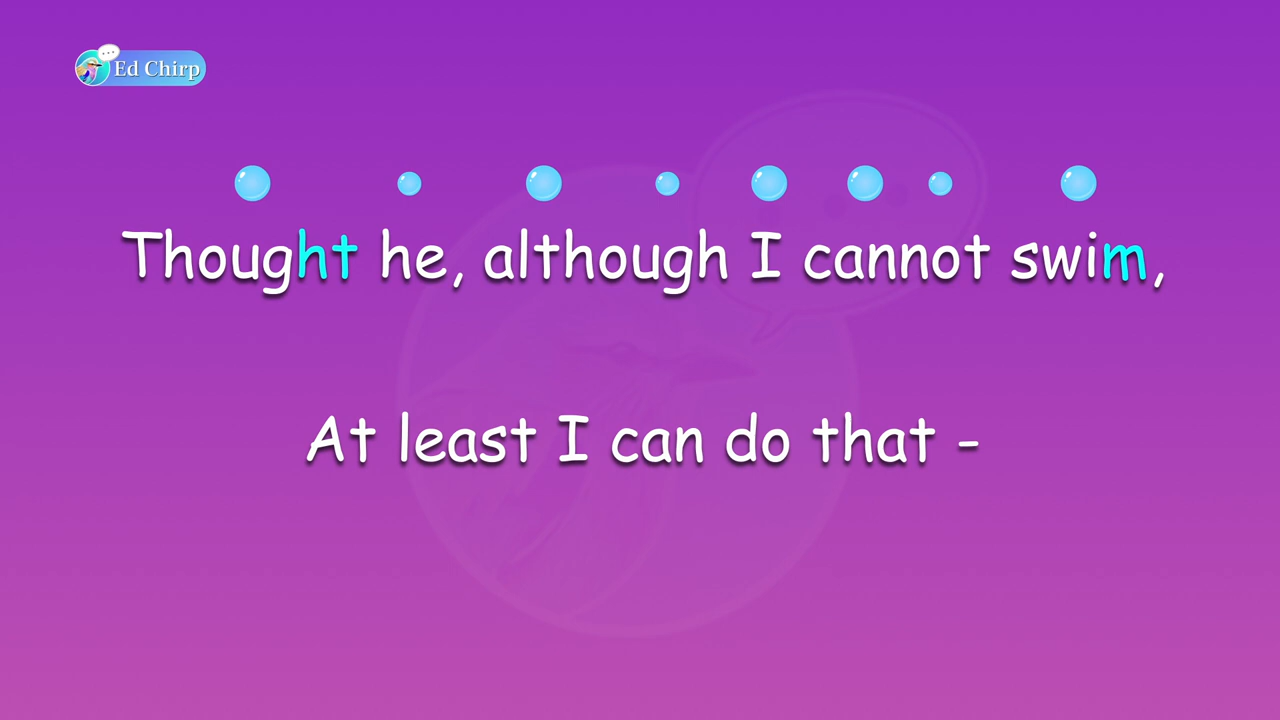 Ed Chirp
Thought he, although I cannot swim,
At least I can do that -